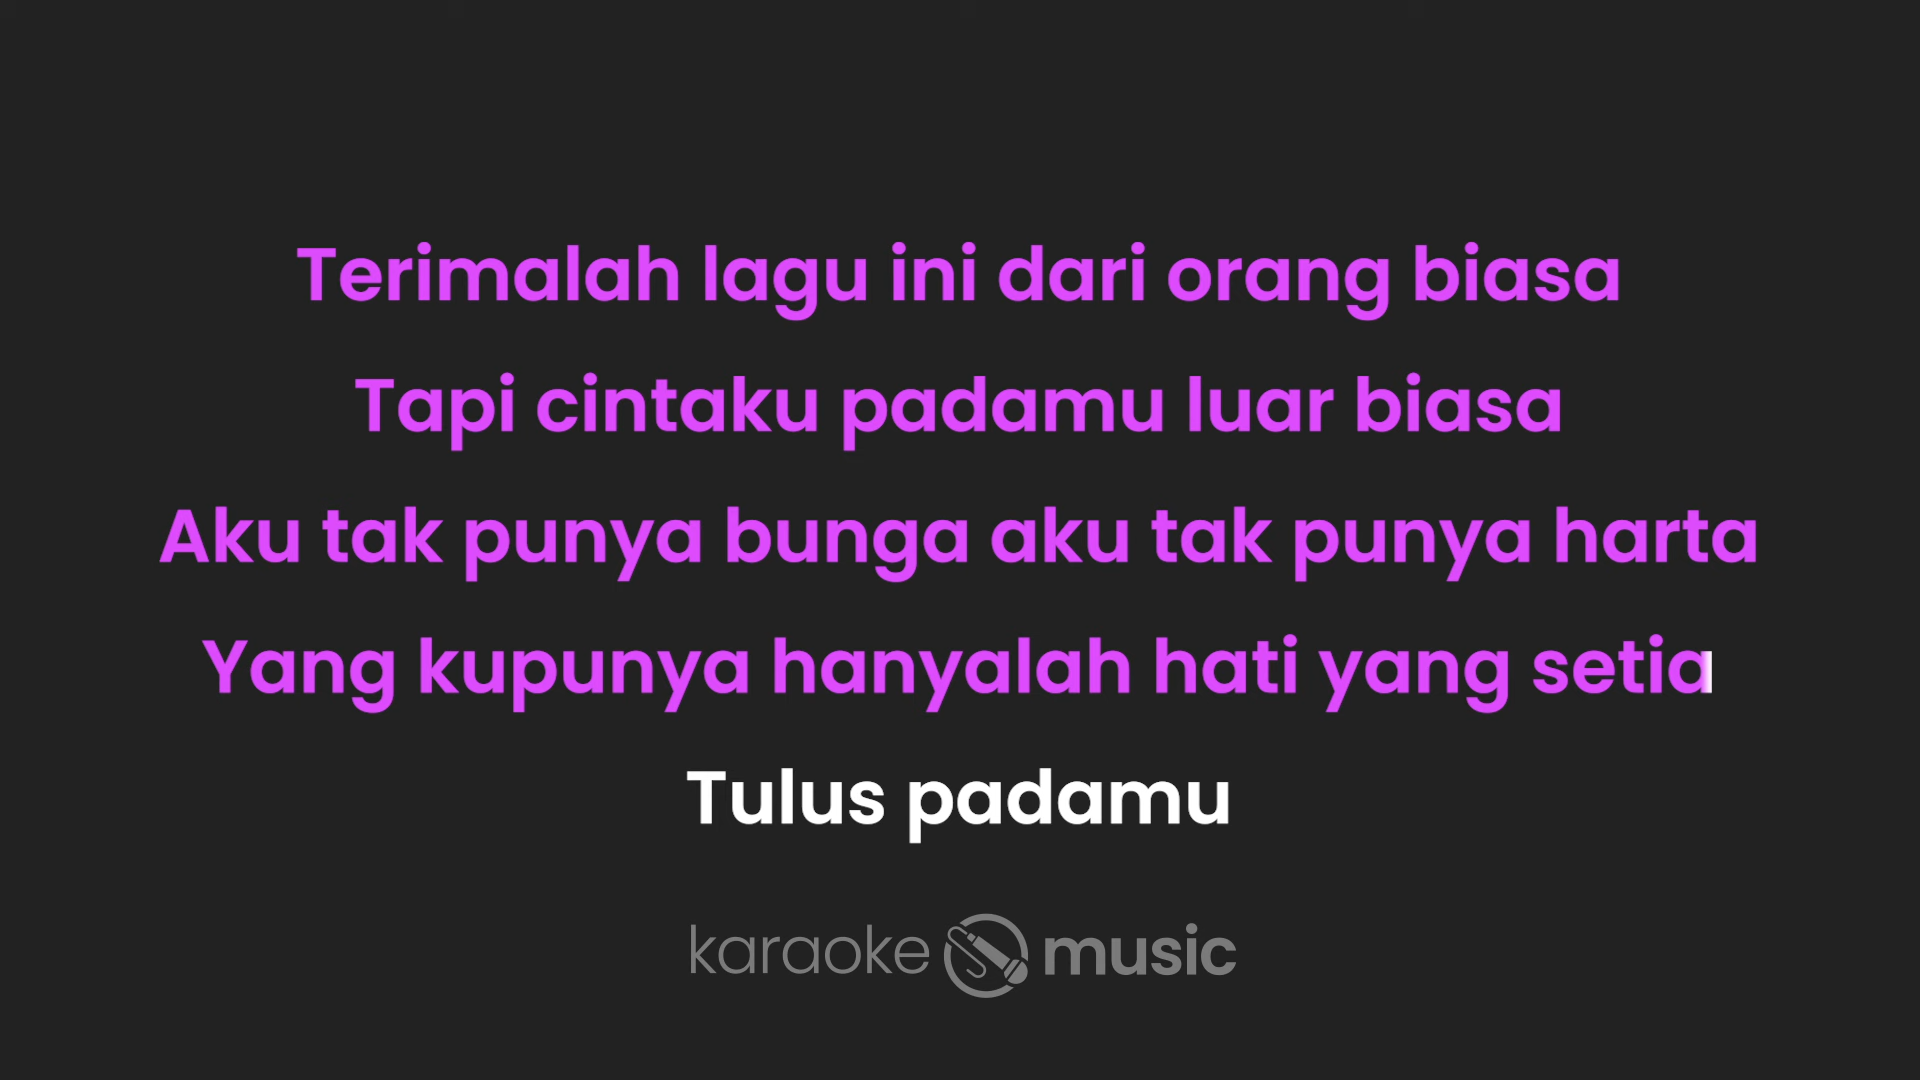 Terimalah lagu ini dari orang biasa
Tapi cintaku padamu luar biasa
Aku tak punya bunga aku tak punya harta
Yang kupunya hanyalah hati yang setia
Tulus padamu
karaoke music